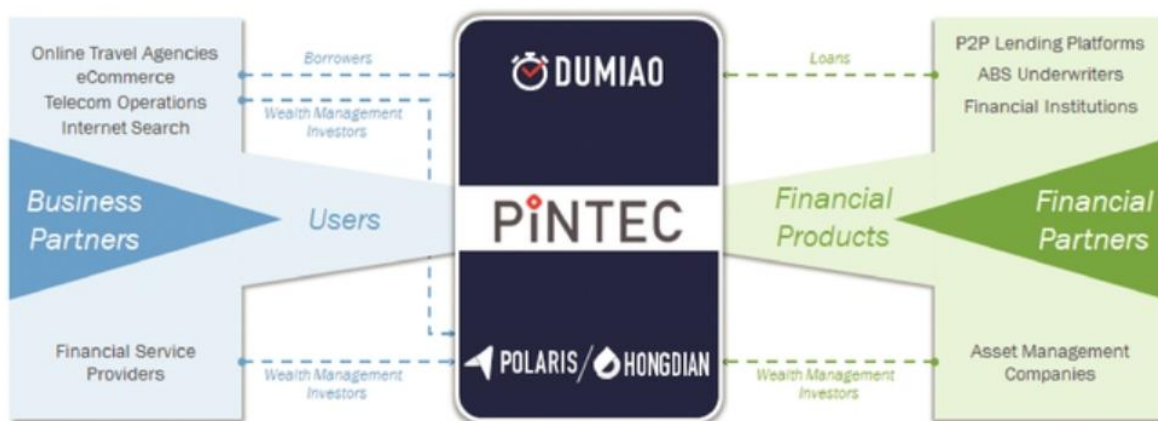 Online Travel Agencies
eCommerce
Telecom Operations
Internet Search
Business
Partners
Users
Financial Service
Providers
Borrowers
Wealth Management
Investors
Wealth Management
Investors
DUMIAO
PiNTEC
POLARIS/HONGDIAN
Loans
Wealth Management
Investors
Financial
Products
P2P Lending Platforms
ABS Underwriters
Financial Institutions
Financial
Partners
Asset Management
Companies